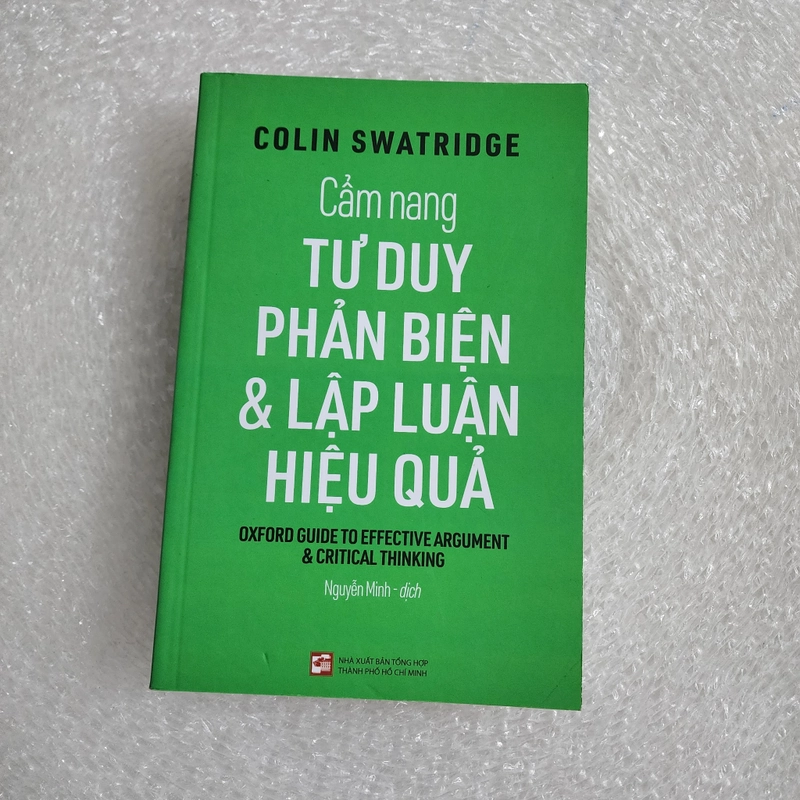 COLIN SWATRIDGE
Cẩm nang
TƯ DUY
PHẢN BIỆN
& LẬP LUẬN
HIỆU QUẢ
OXFORD GUIDE TO EFFECTIVE ARGUMENT
& CRITICAL THINKING
Nguyễn Minh - dịch
NHÀ XUẤT BẢN TỔNG HỢP
THÀNH PHỐ HỒ CHÍ MINH